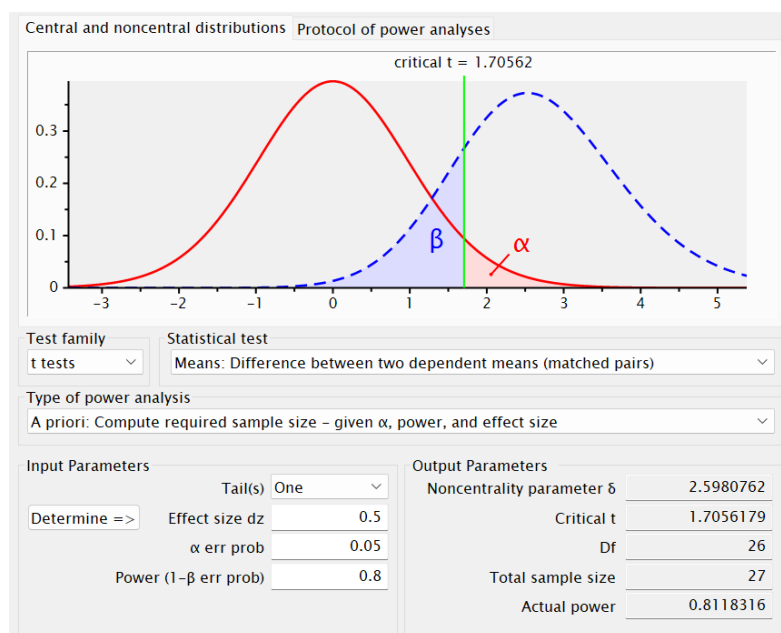 Central and noncentral distributions Protocol of power analyses
critical t = 1.70562
0.3
0.2
0.1
0
β
α
-3 -2 -1 0 1 2 3 4 5
Test family Statistical test
t tests Means: Difference between two dependent means (matched pairs)
Type of power analysis
A priori: Compute required sample size – given α, power, and effect size
Input Parameters Output Parameters
Tail(s) One Noncentrality parameter δ 2.5980762
Determine => Effect size dz 0.5 Critical t 1.7056179
α err prob 0.05 Df 26
Power (1-β err prob) 0.8 Total sample size 27
Actual power 0.8118316